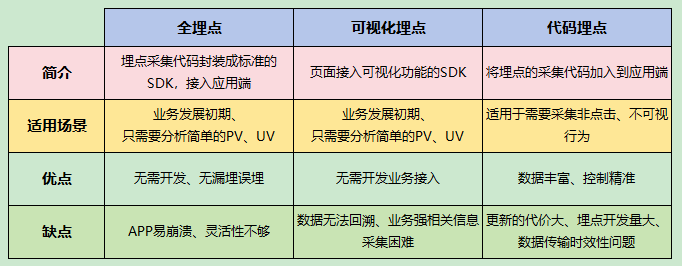 全埋点
可视化埋点
代码埋点
简介
埋点采集代码封装成标准的
SDK，接入应用端
页面接入可视化功能的SDK
将埋点的采集代码加入到应用端
适用场景
业务发展初期、
只需要分析简单的PV、UV
业务发展初期、
只需要分析简单的PV、UV
适用于需要采集非点击、不可视
行为
优点
无需开发、无漏埋误埋
无需开发业务接入
数据丰富、控制精准
缺点
APP易崩溃、灵活性不够
数据无法回溯、业务强相关信息
采集困难
更新的代价大、埋点开发量大、
数据传输时效性问题